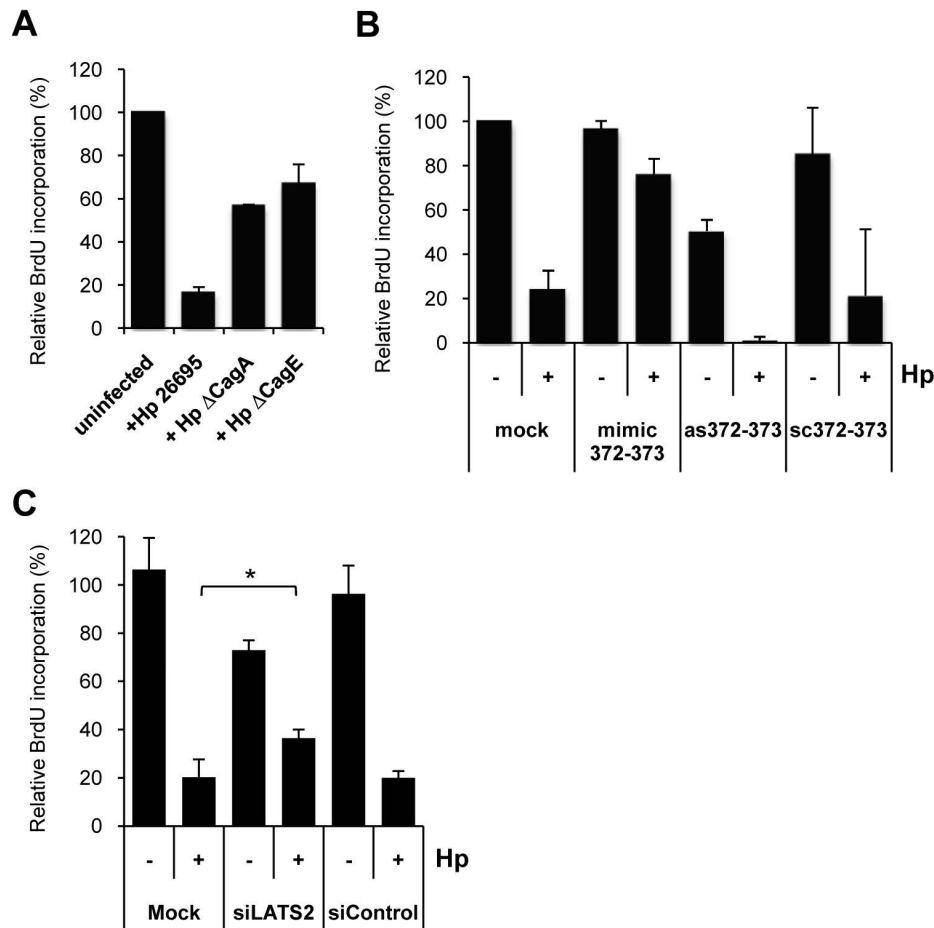 A
Relative BrdU incorporation (%)
120
100
80
60
40
20
0
uninfected
+Hp 26695
+ Hp ΔCagA
+ Hp ΔCagE
B
Relative BrdU incorporation (%)
120
100
80
60
40
20
0
- + - + - + - + Hp
mock mimic 372-373 as372-373 sc372-373
C
Relative BrdU incorporation (%)
120
100
80
60
40
20
0
*
- + - + - + Hp
Mock siLATS2 siControl